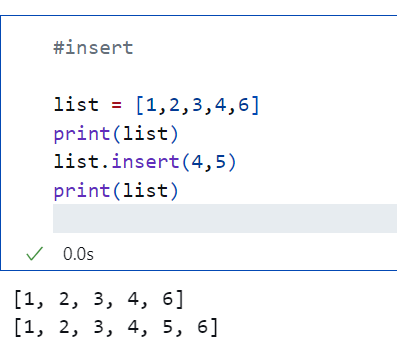 #insert
list = [1,2,3,4,6]
print(list)
list.insert(4,5)
print(list)
0.0s
[1, 2, 3, 4, 6]
[1, 2, 3, 4, 5, 6]